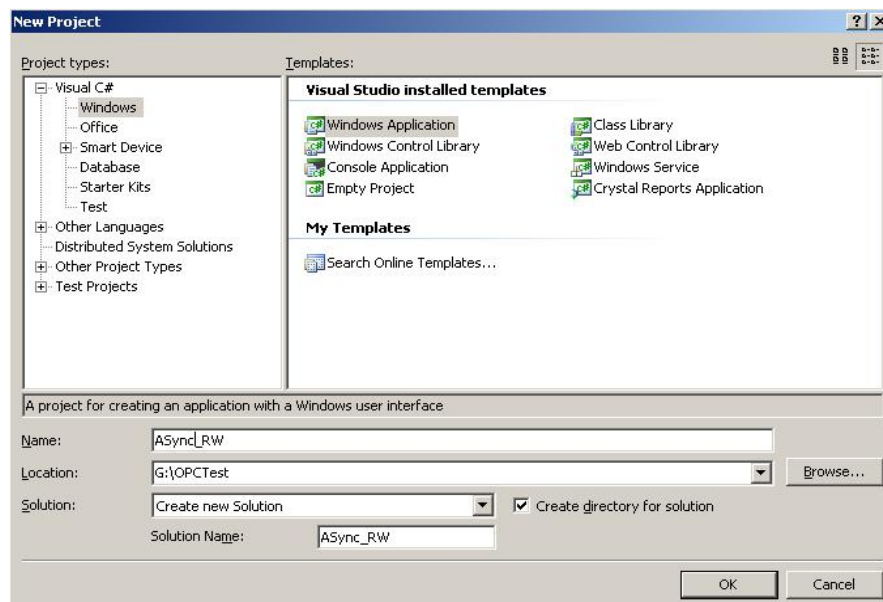 New Project
Project types:
Templates:
Visual C#
Windows
Office
Smart Device
Database
Starter Kits
Test
Other Languages
Distributed System Solutions
Other Project Types
Test Projects
Visual Studio installed templates
Windows Application
Windows Control Library
Console Application
Empty Project
Class Library
Web Control Library
Windows Service
Crystal Reports Application
My Templates
Search Online Templates...
A project for creating an application with a Windows user interface
Name:
ASync_RW
Location:
G:\OPCTest
Browse...
Solution:
Create new Solution
Create directory for solution
Solution Name:
ASync_RW
OK
Cancel